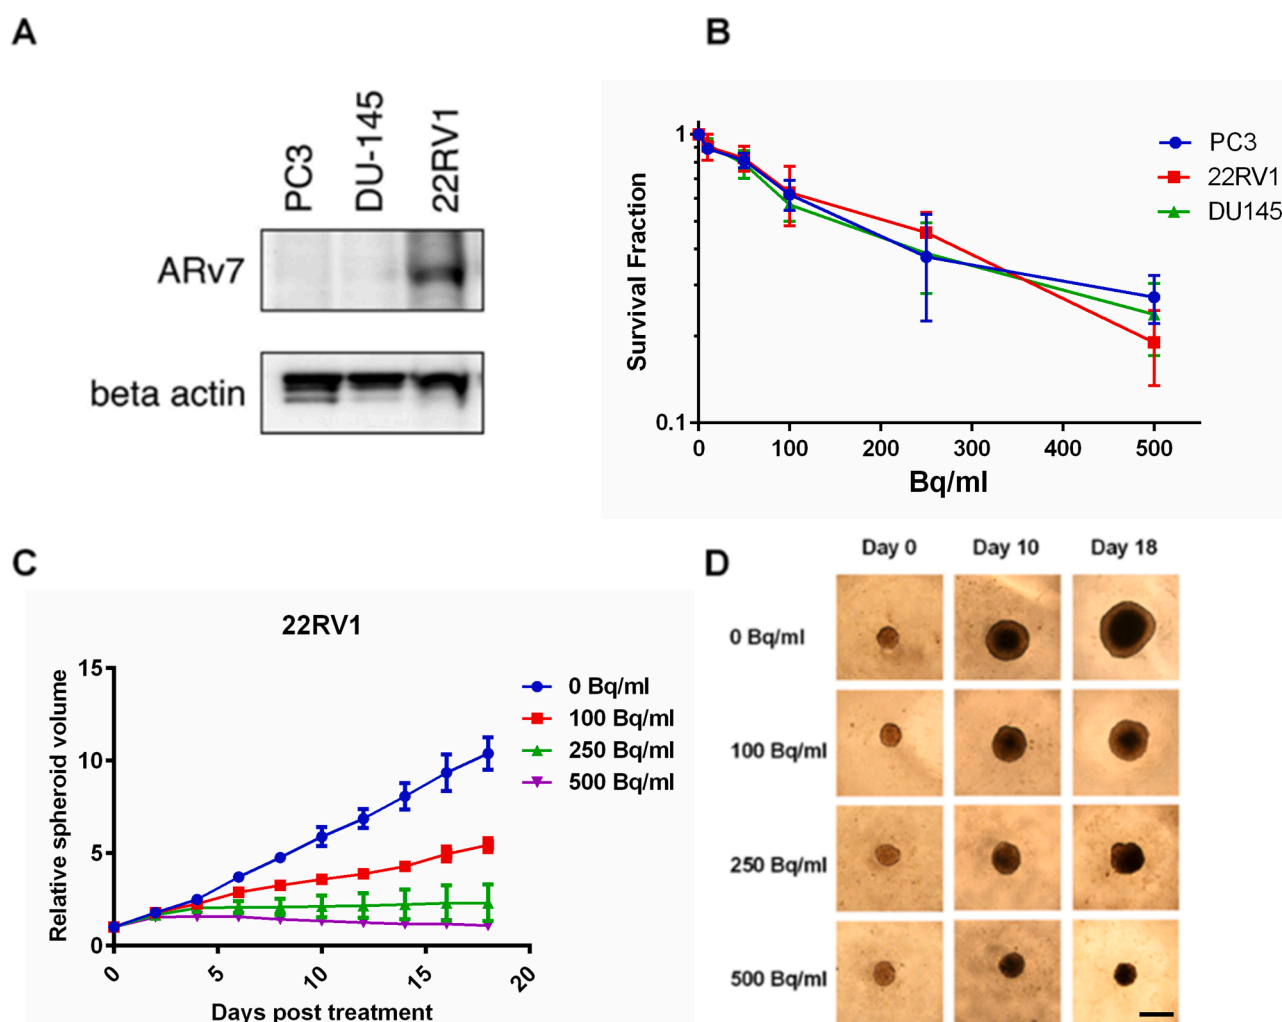 A
PC3
DU-145
22RV1
ARv7
beta actin
B
1
0.1
Survival Fraction
0 100 200 300 400 500
Bq/ml
PC3
22RV1
DU145
C
22RV1
15
10
5
0
Relative spheroid volume
0 5 10 15 20
Days post treatment
0 Bq/ml
100 Bq/ml
250 Bq/ml
500 Bq/ml
D
Day 0 Day 10 Day 18
0 Bq/ml
100 Bq/ml
250 Bq/ml
500 Bq/ml